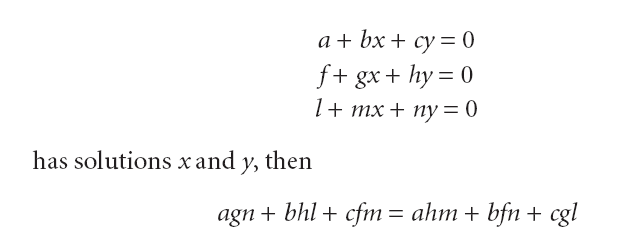 a + bx + cy = 0
f + gx + hy = 0
l + mx + ny = 0
has solutions x and y, then
agn + bhl + cfm = ahm + bfn + cgl